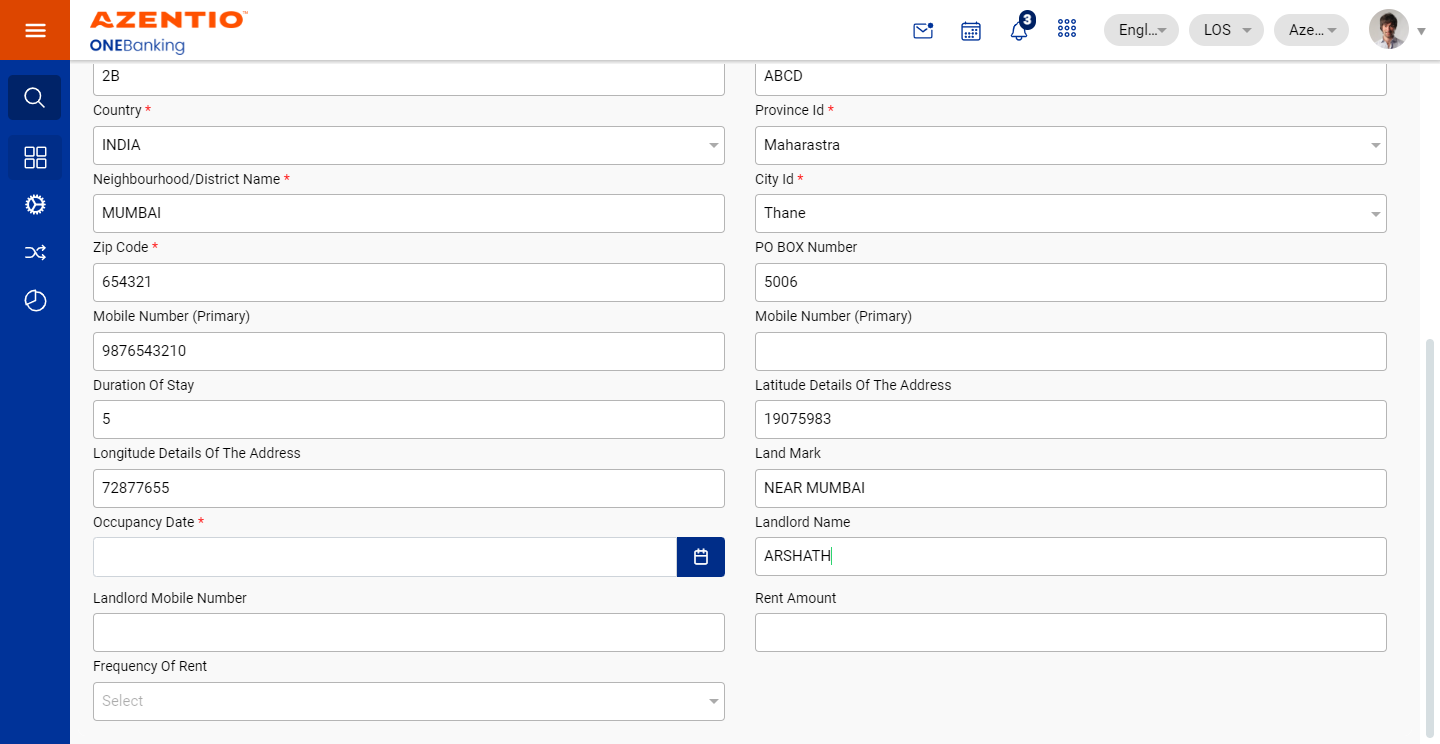 AZENTIO™
ONEBanking
3
Engl...
LOS
Aze...
2B
ABCD
Country *
Province Id *
INDIA
Maharastra
Neighbourhood/District Name *
City Id *
MUMBAI
Thane
Zip Code *
PO BOX Number
654321
5006
Mobile Number (Primary)
Mobile Number (Primary)
9876543210
Duration Of Stay
Latitude Details Of The Address
5
19075983
Longitude Details Of The Address
Land Mark
72877655
NEAR MUMBAI
Occupancy Date *
Landlord Name
ARSHATH
Landlord Mobile Number
Rent Amount
Frequency Of Rent
Select